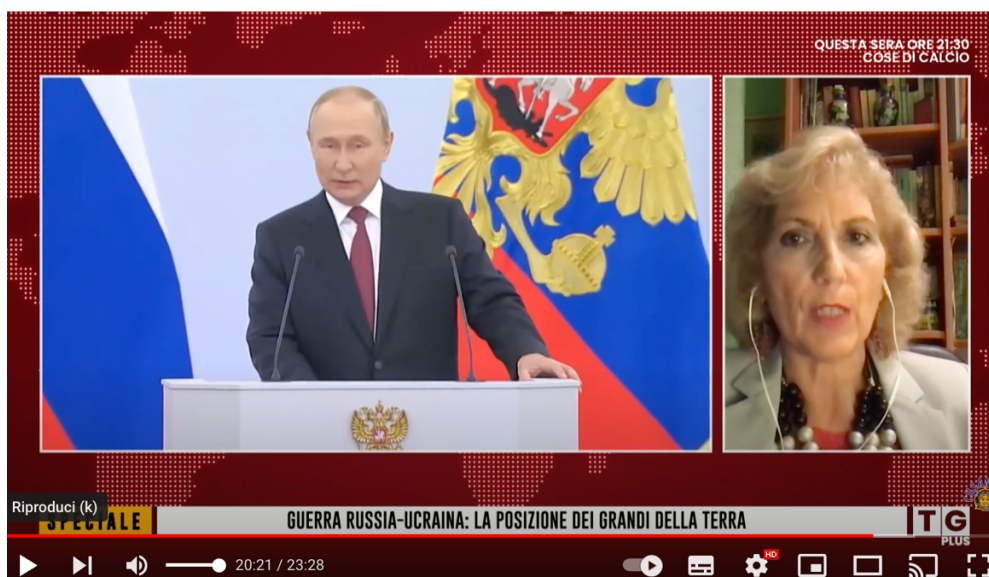 QUESTA SERA ORE 21:30
COSE DI CALCIO
Riproduci (k)
SPECIALE
GUERRA RUSSIA-UCRAINA: LA POSIZIONE DEI GRANDI DELLA TERRA
TG
PLUS
20:21 / 23:28
HD